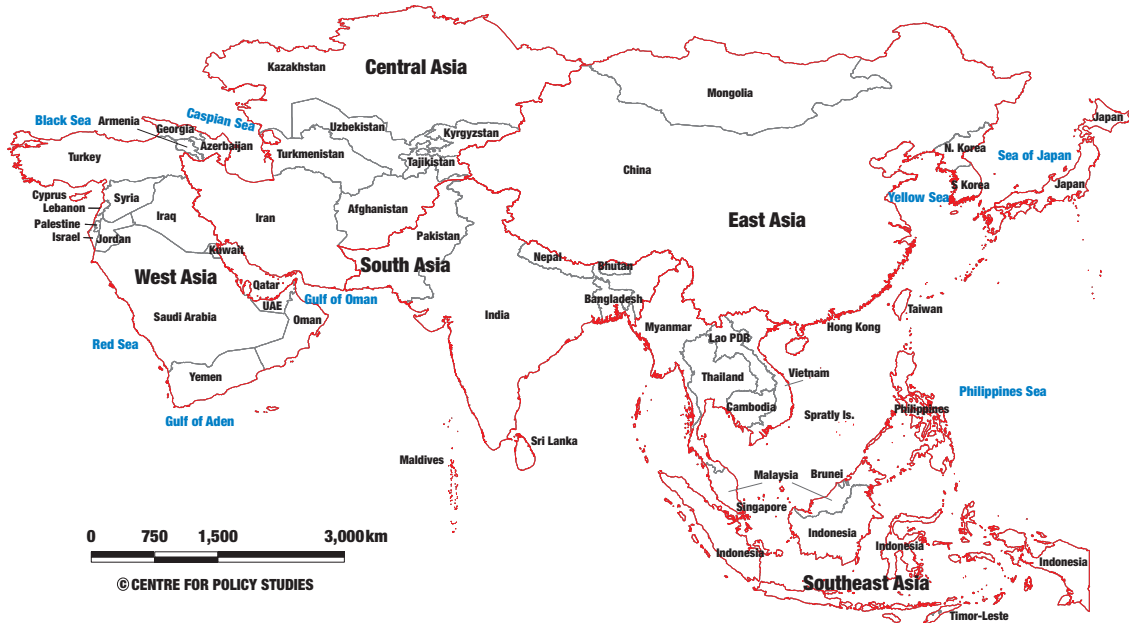 Kazakhstan
Central Asia
Mongolia
Black Sea
Armenia
Caspian Sea
Georgia
Uzbekistan
Kyrgyzstan
Japan
Turkey
Azerbaijan
Turkmenistan
Tajikistan
N. Korea
Sea of Japan
China
S Korea
Japan
Cyprus
Syria
Lebanon
Iraq
Iran
Afghanistan
Yellow Sea
Palestine
East Asia
Israel
Jordan
Pakistan
Kuwait
Nepal
Bhutan
West Asia
South Asia
Qatar
Gulf of Oman
UAE
Bangladesh
Saudi Arabia
Oman
India
Myanmar
Hong Kong
Taiwan
Red Sea
Lao PDR
Yemen
Thailand
Vietnam
Philippines Sea
Cambodia
Spratly Is.
Philippines
Gulf of Aden
Sri Lanka
Maldives
Malaysia
Brunei
Singapore
0 750 1,500 3,000 km
Indonesia
Indonesia
Indonesia
Indonesia
© CENTRE FOR POLICY STUDIES
Southeast Asia
Timor-Leste